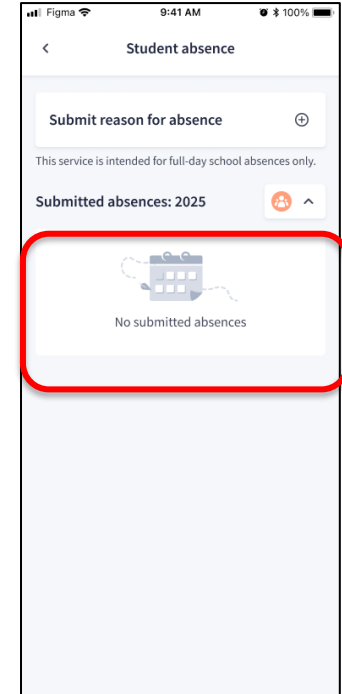 Figma 9:41 AM 100%
Student absence
Submit reason for absence
This service is intended for full-day school absences only.
Submitted absences: 2025
No submitted absences